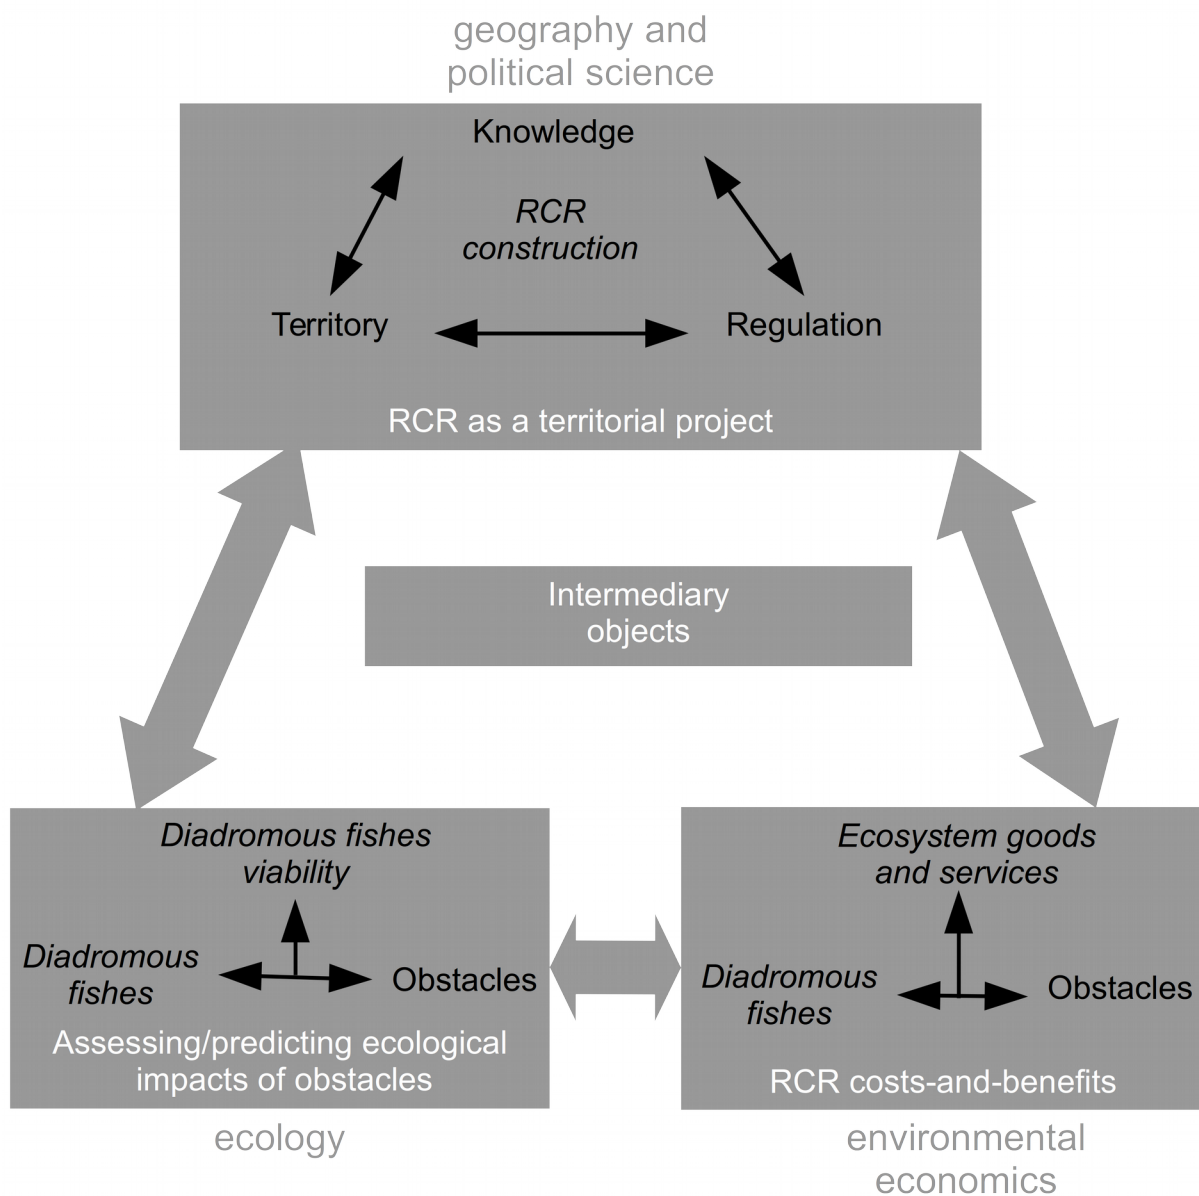 geography and
political science
Knowledge
RCR
construction
Territory
Regulation
RCR as a territorial project
Intermediary
objects
Diadromous fishes
viability
Diadromous
fishes
Obstacles
Assessing/predicting ecological
impacts of obstacles
ecology
Ecosystem goods
and services
Diadromous
fishes
Obstacles
RCR costs-and-benefits
environmental
economics